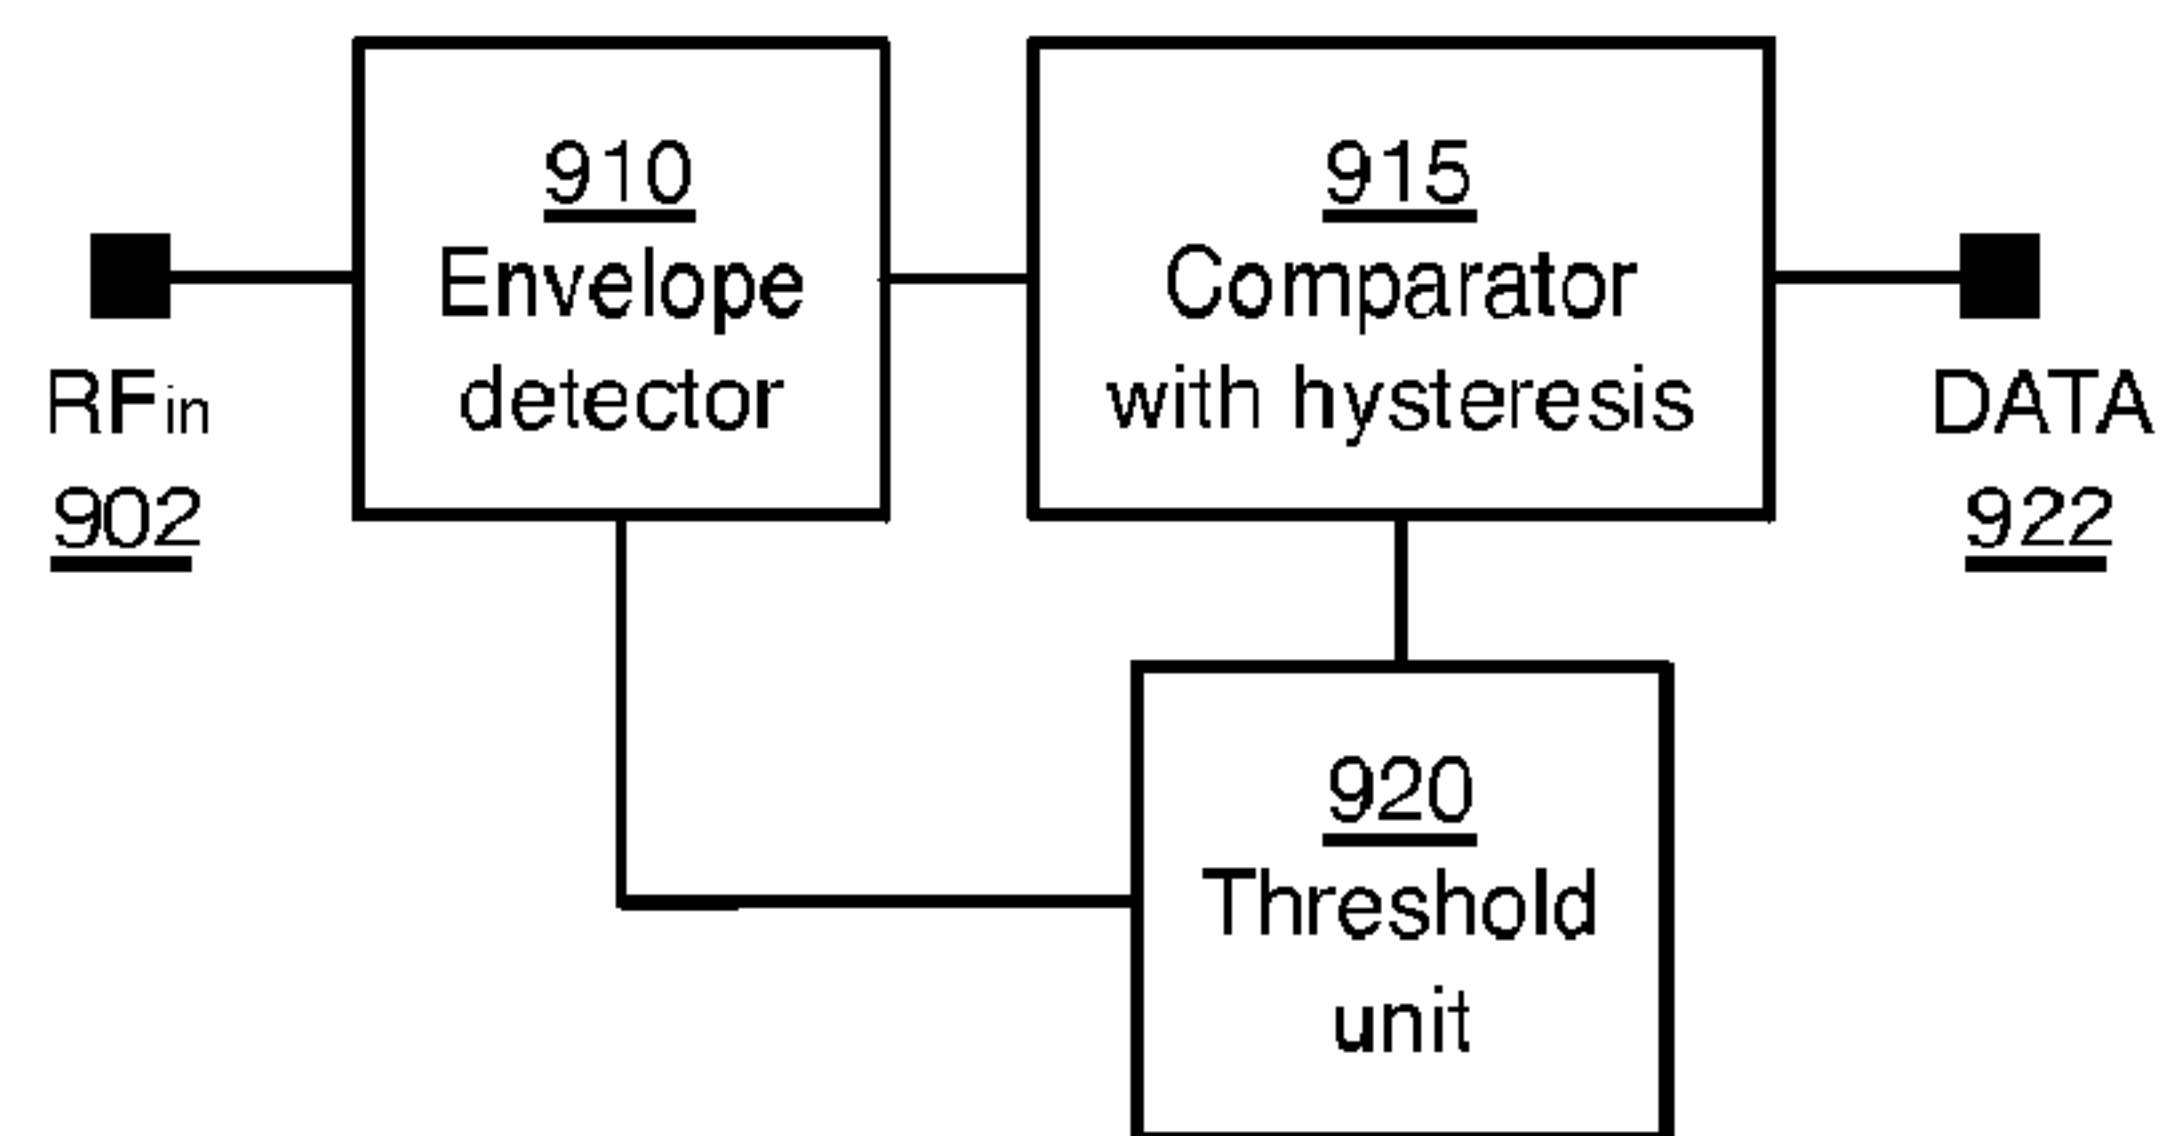 910
Envelope
detector
915
Comparator
with hysteresis
RFin
902
DATA
922
920
Threshold
unit